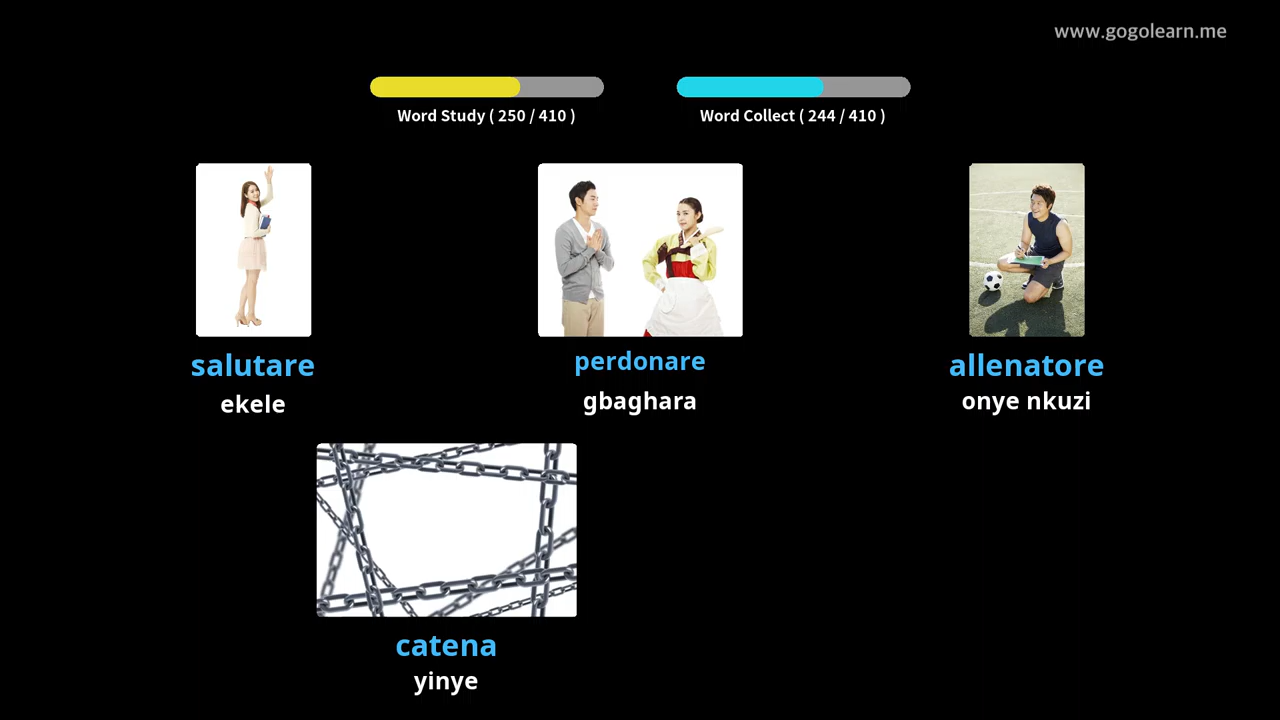 www.gogolearn.me
Word Study ( 250 / 410 )
Word Collect ( 244 / 410 )
salutare
ekele
perdonare
gbaghara
allenatore
onye nkuzi
catena
yinye